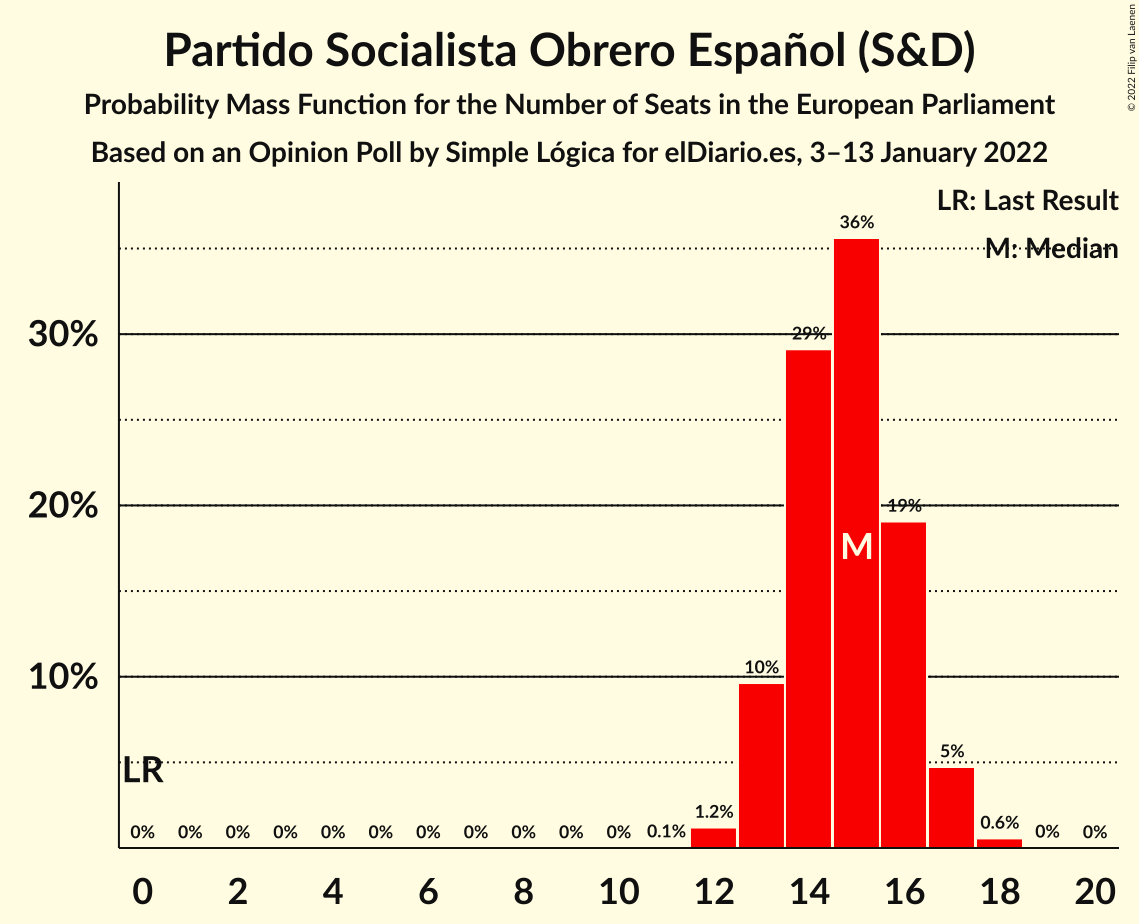 Partido Socialista Obrero Español (S&D)
Probability Mass Function for the Number of Seats in the European Parliament
Based on an Opinion Poll by Simple Lógica for elDiario.es, 3–13 January 2022
© 2022 Filip van Laenen
LR: Last Result
M: Median
30%
20%
10%
LR
M
0% 0% 0% 0% 0% 0% 0% 0% 0% 0% 0% 0.1% 1.2% 10% 29% 36% 19% 5% 0.6% 0% 0%
0 2 4 6 8 10 12 14 16 18 20